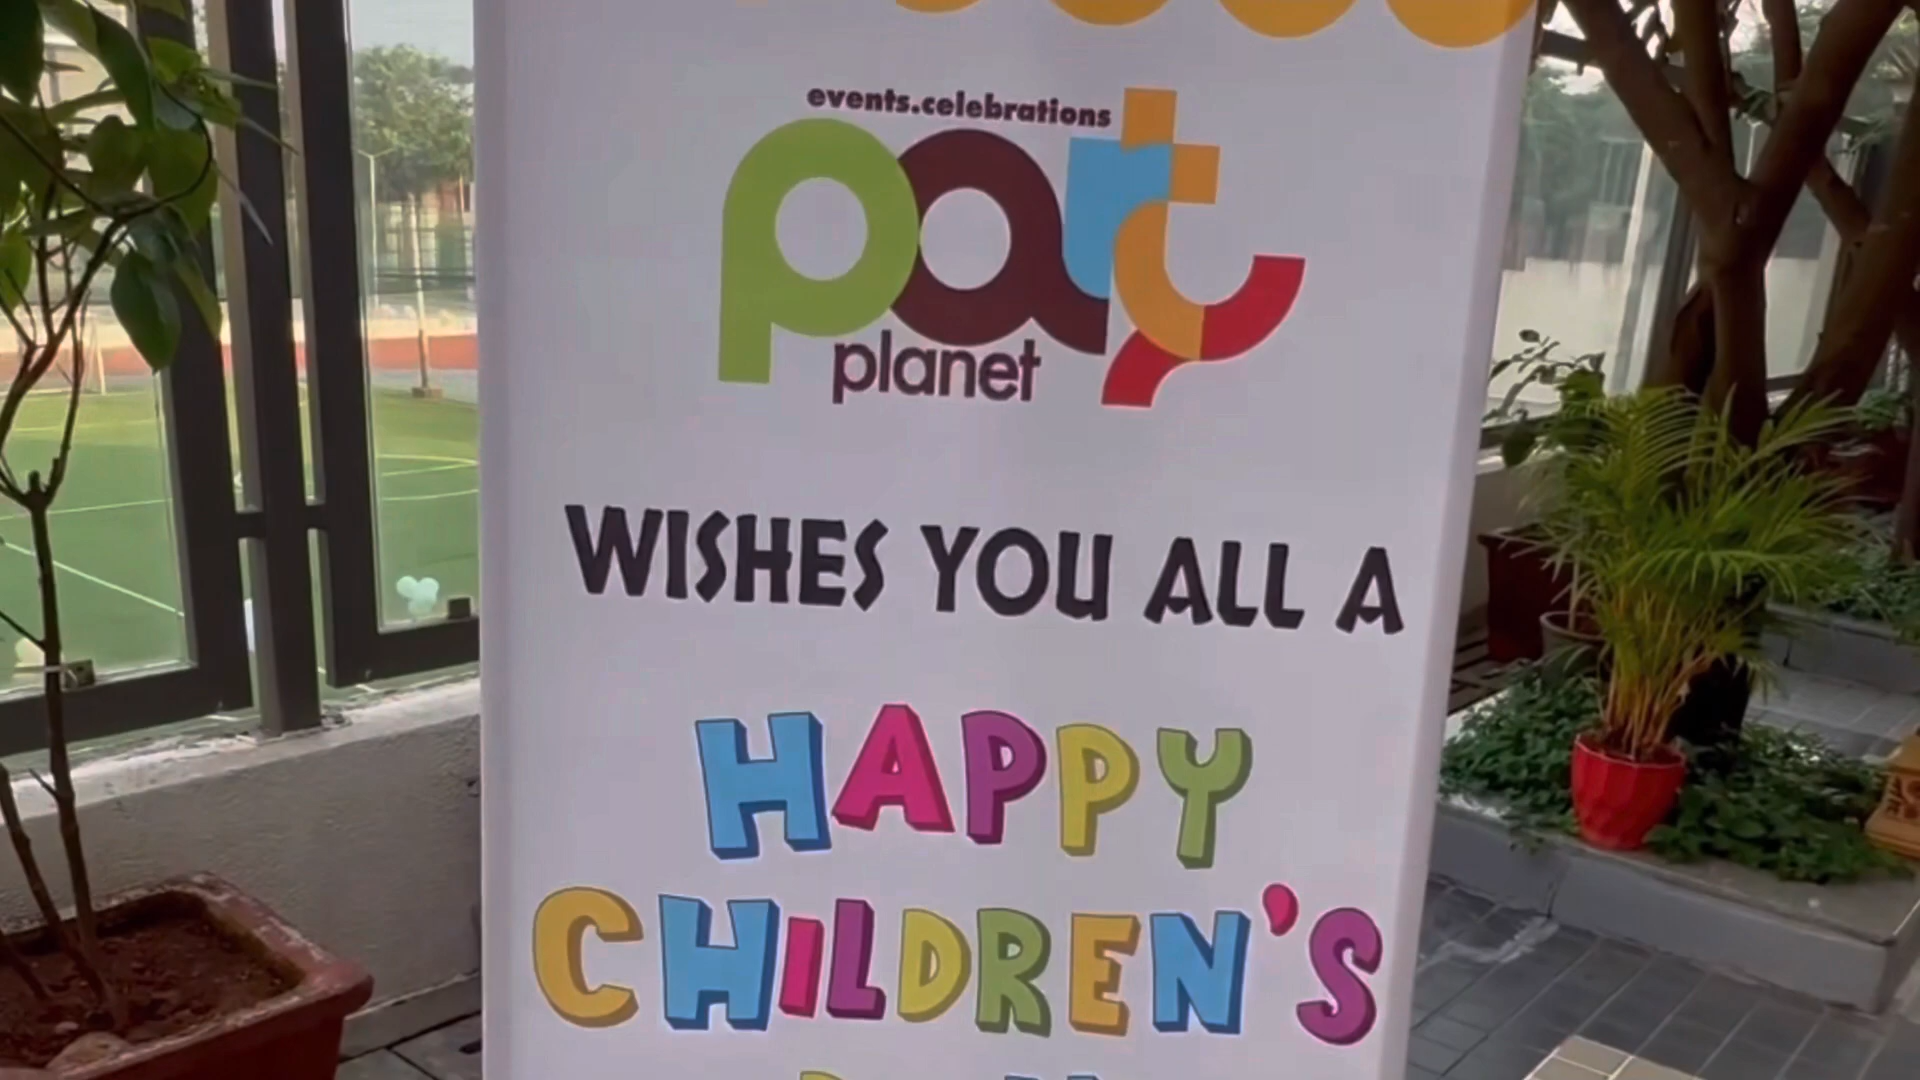 events.celebrations
party
planet
WISHES YOU ALL A
HAPPY
CHILDREN'S